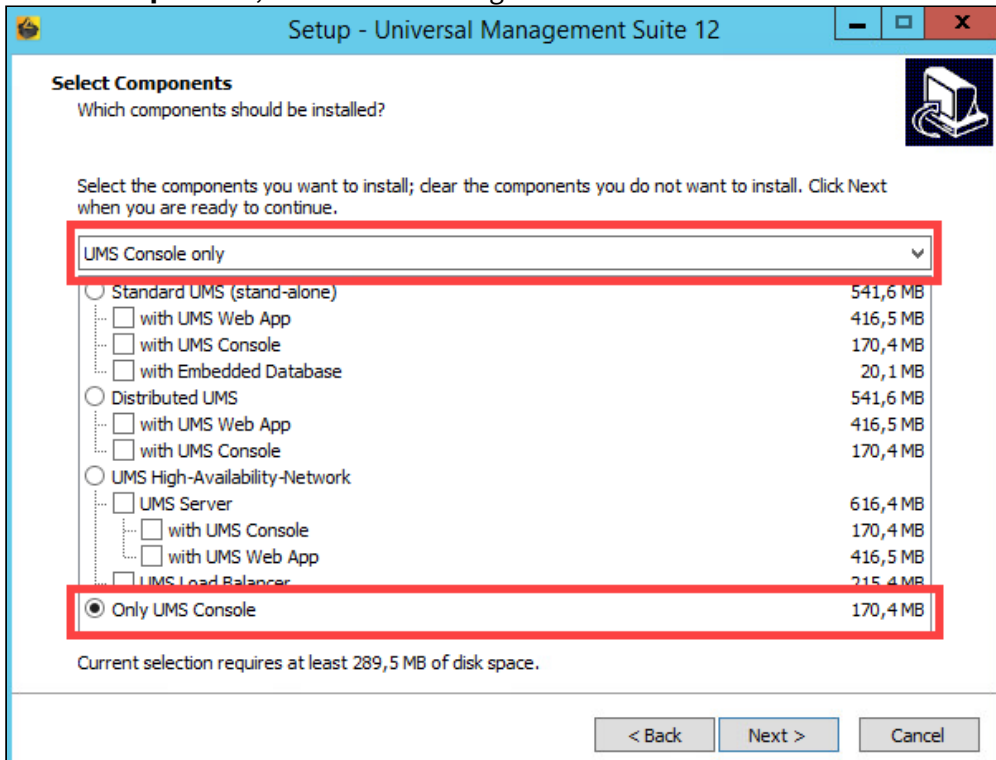 Setup - Universal Management Suite 12
Select Components
Which components should be installed?
Select the components you want to install; clear the components you do not want to install. Click Next
when you are ready to continue.
UMS Console only
Standard UMS (stand-alone) 541,6 MB
with UMS Web App 416,5 MB
with UMS Console 170,4 MB
with Embedded Database 20,1 MB
Distributed UMS 541,6 MB
with UMS Web App 416,5 MB
with UMS Console 170,4 MB
UMS High-Availability-Network
UMS Server 616,4 MB
with UMS Console 170,4 MB
with UMS Web App 416,5 MB
UMS Load Balancer 215,4 MB
Only UMS Console 170,4 MB
Current selection requires at least 289,5 MB of disk space.
< Back Next > Cancel